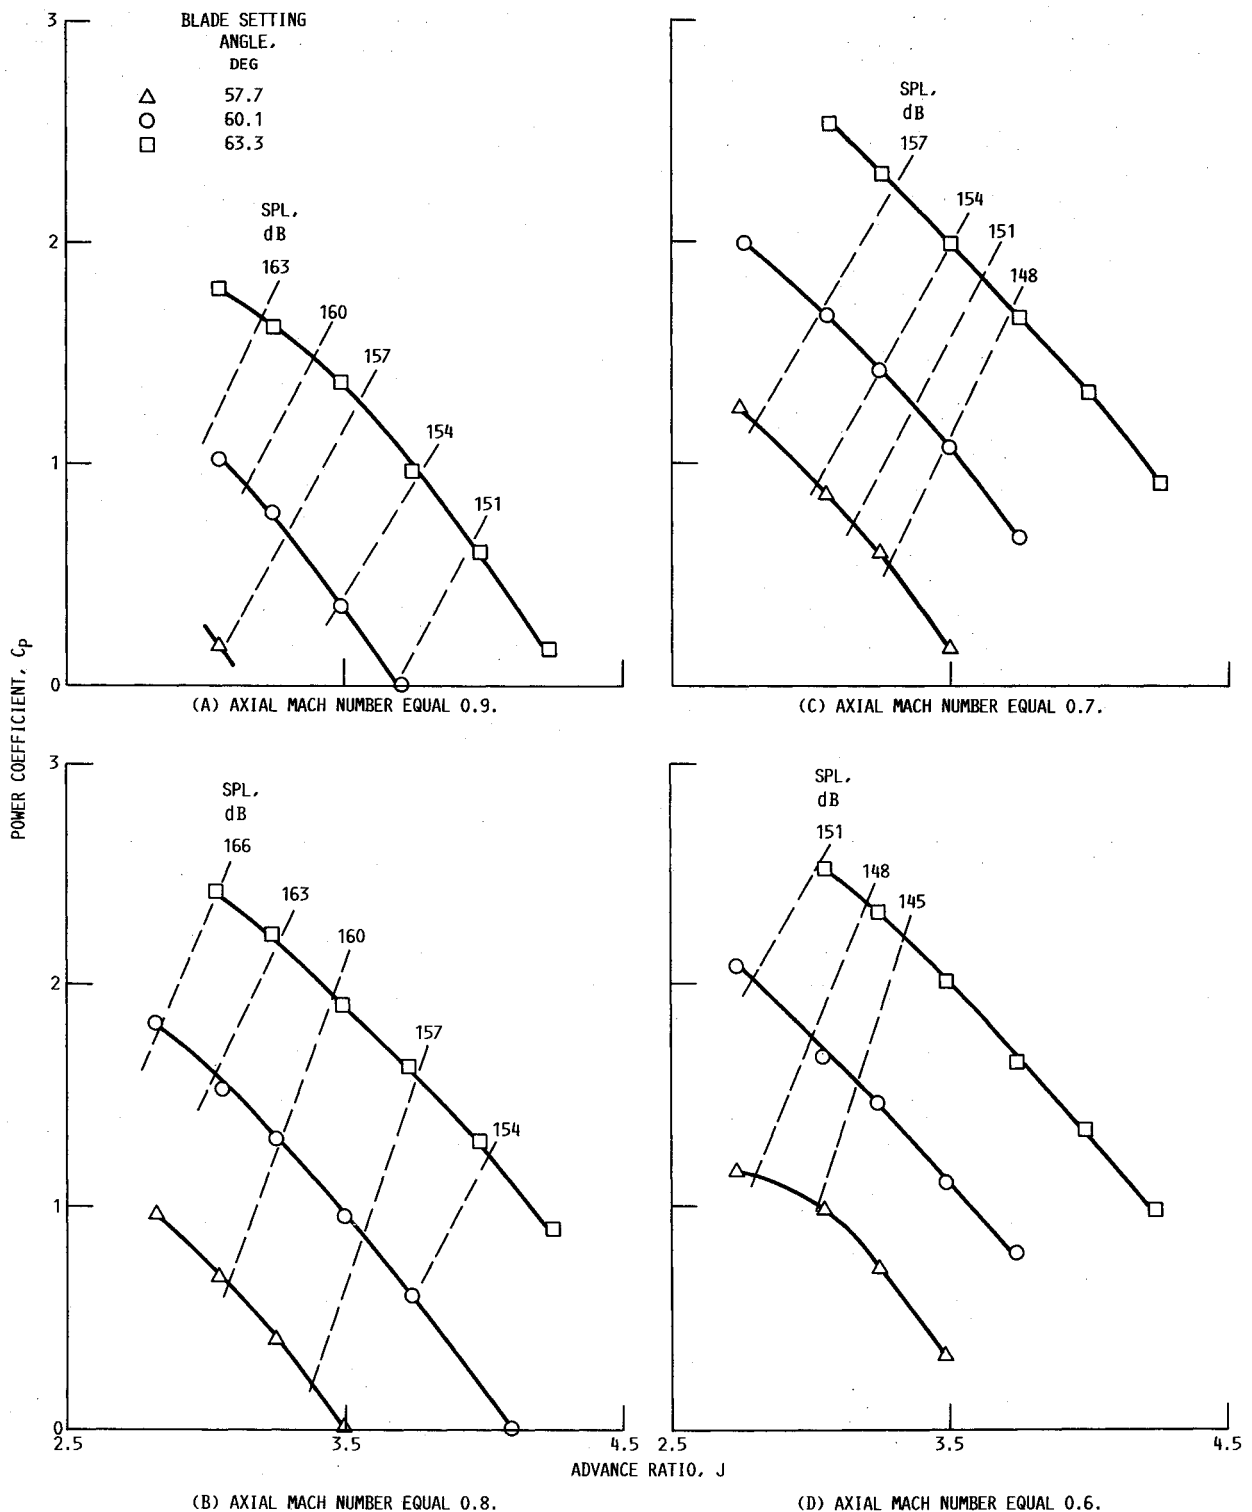 BLADE SETTING
ANGLE,
DEG
57.7
60.1
63.3
3
2
1
0
SPL,
dB
163
160
157
154
151
(A) AXIAL MACH NUMBER EQUAL 0.9.
SPL,
dB
157
154
151
148
(C) AXIAL MACH NUMBER EQUAL 0.7.
POWER COEFFICIENT, Cp
3
2
1
0
SPL,
dB
166
163
160
157
154
2.5
3.5
4.5
(B) AXIAL MACH NUMBER EQUAL 0.8.
SPL,
dB
151
148
145
2.5
3.5
4.5
ADVANCE RATIO, J
(D) AXIAL MACH NUMBER EQUAL 0.6.